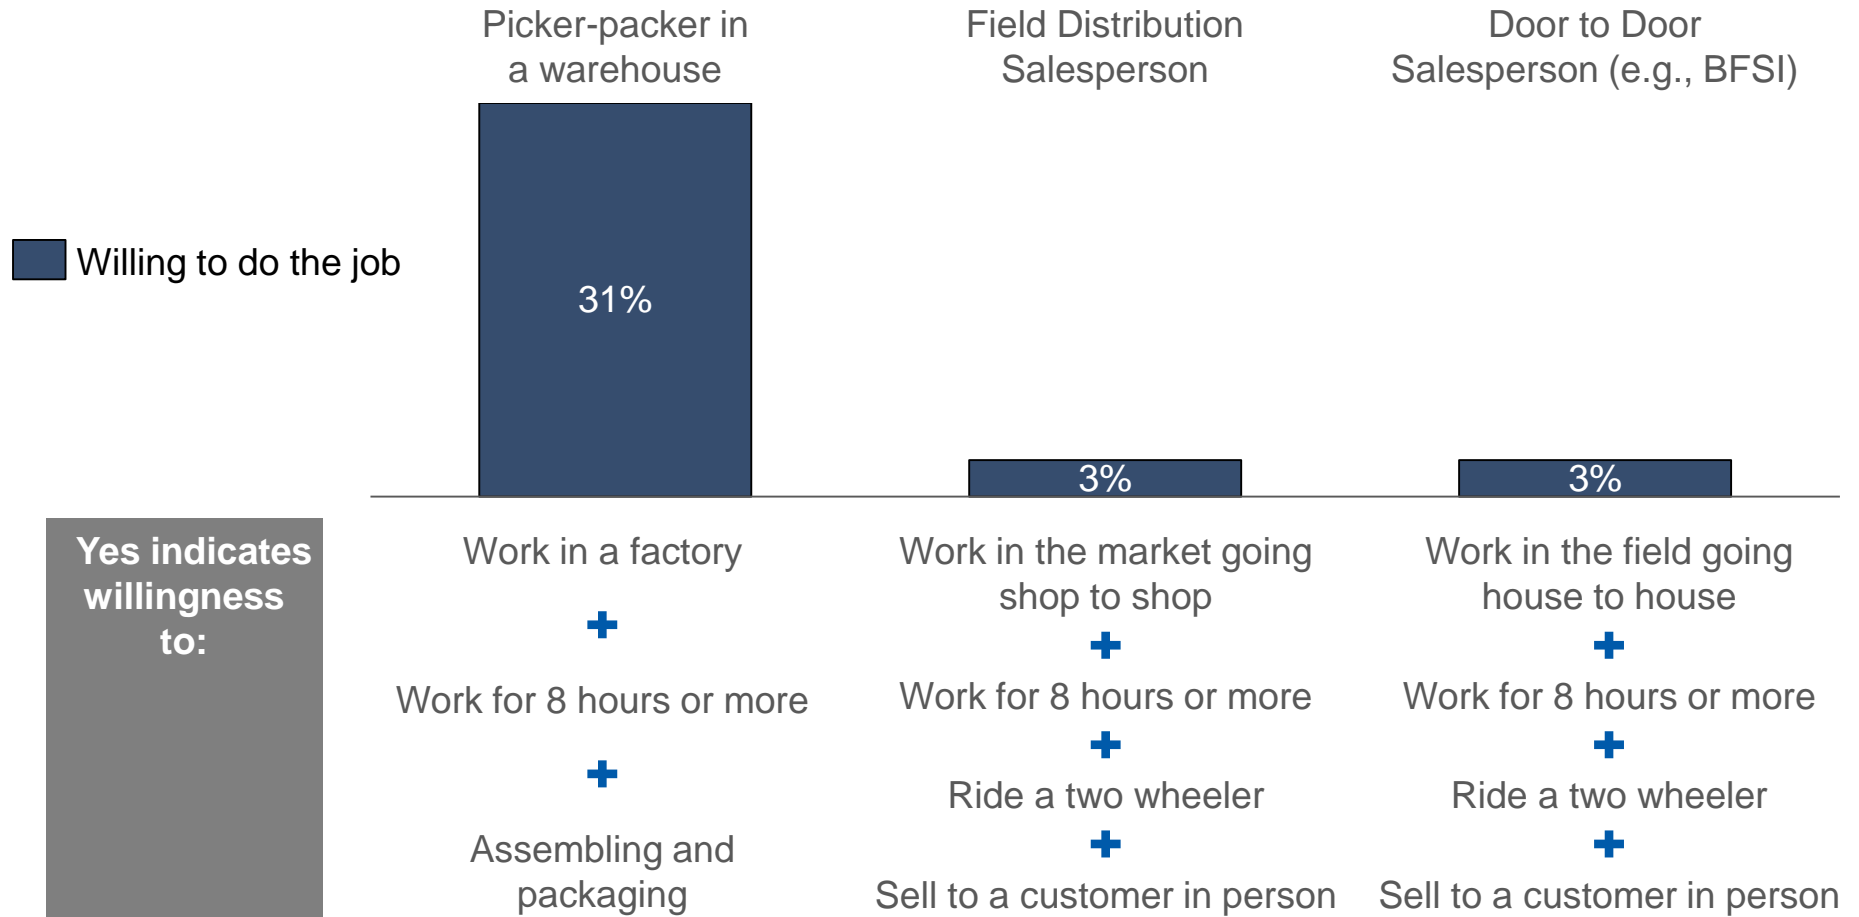 Picker-packer in
a warehouse
Field Distribution
Salesperson
Door to Door
Salesperson (e.g., BFSI)
Willing to do the job
31%
3%
3%
Yes indicates
willingness
to:
Work in a factory
Work for 8 hours or more
Assembling and
packaging
Work in the market going
shop to shop
Work for 8 hours or more
Ride a two wheeler
Sell to a customer in person
Work in the field going
house to house
Work for 8 hours or more
Ride a two wheeler
Sell to a customer in person